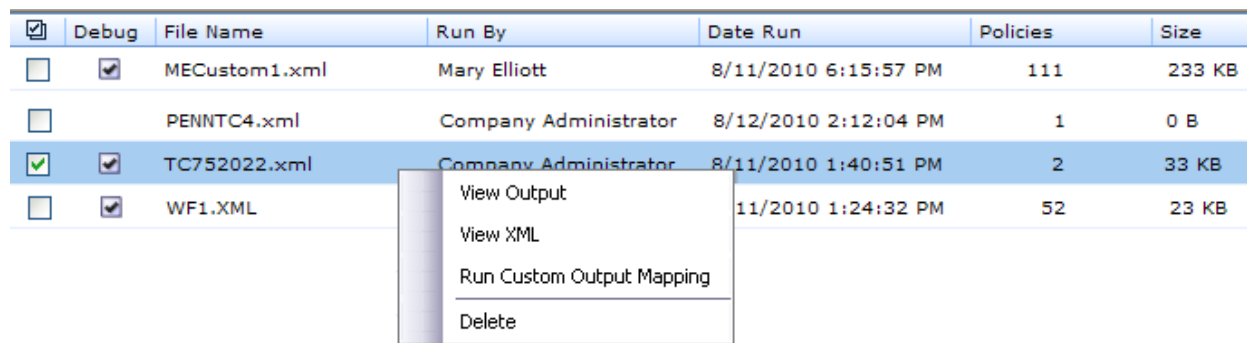 Debug File Name Run By Date Run Policies Size
MECustom1.xml Mary Elliott 8/11/2010 6:15:57 PM 111 233 KB
PENNTC4.xml Company Administrator 8/12/2010 2:12:04 PM 1 0 B
TC752022.xml Company Administrator 8/11/2010 1:40:51 PM 2 33 KB
View Output
WF1.XML 11/2010 1:24:32 PM 52 23 KB
View XML
Run Custom Output Mapping
Delete